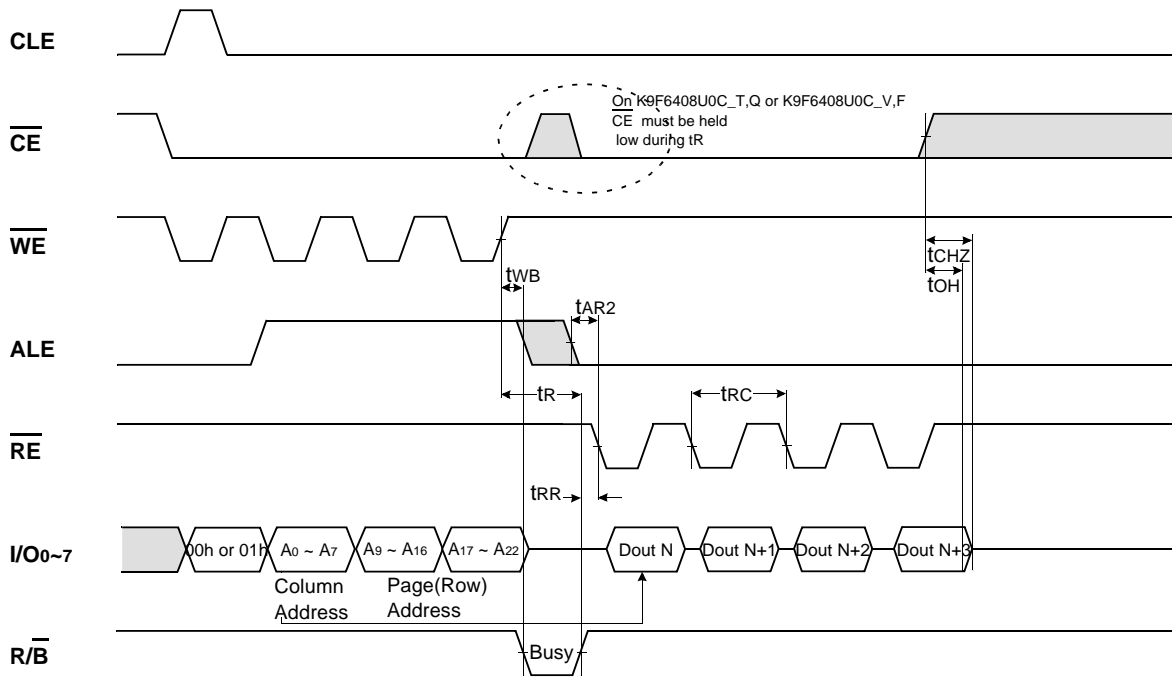 CLE
On K9F6408U0C_T,Q or K9F6408U0C_V,F
CE must be held
low during tR
CE
WE
tCHZ
tOH
tWB
tAR2
ALE
tR
tRC
RE
tRR
I/O0~7
00h or 01h
A0 ~ A7
A9 ~ A16
A17 ~ A22
Dout N
Dout N+1
Dout N+2
Dout N+3
Column
Address
Page(Row)
Address
R/B
Busy